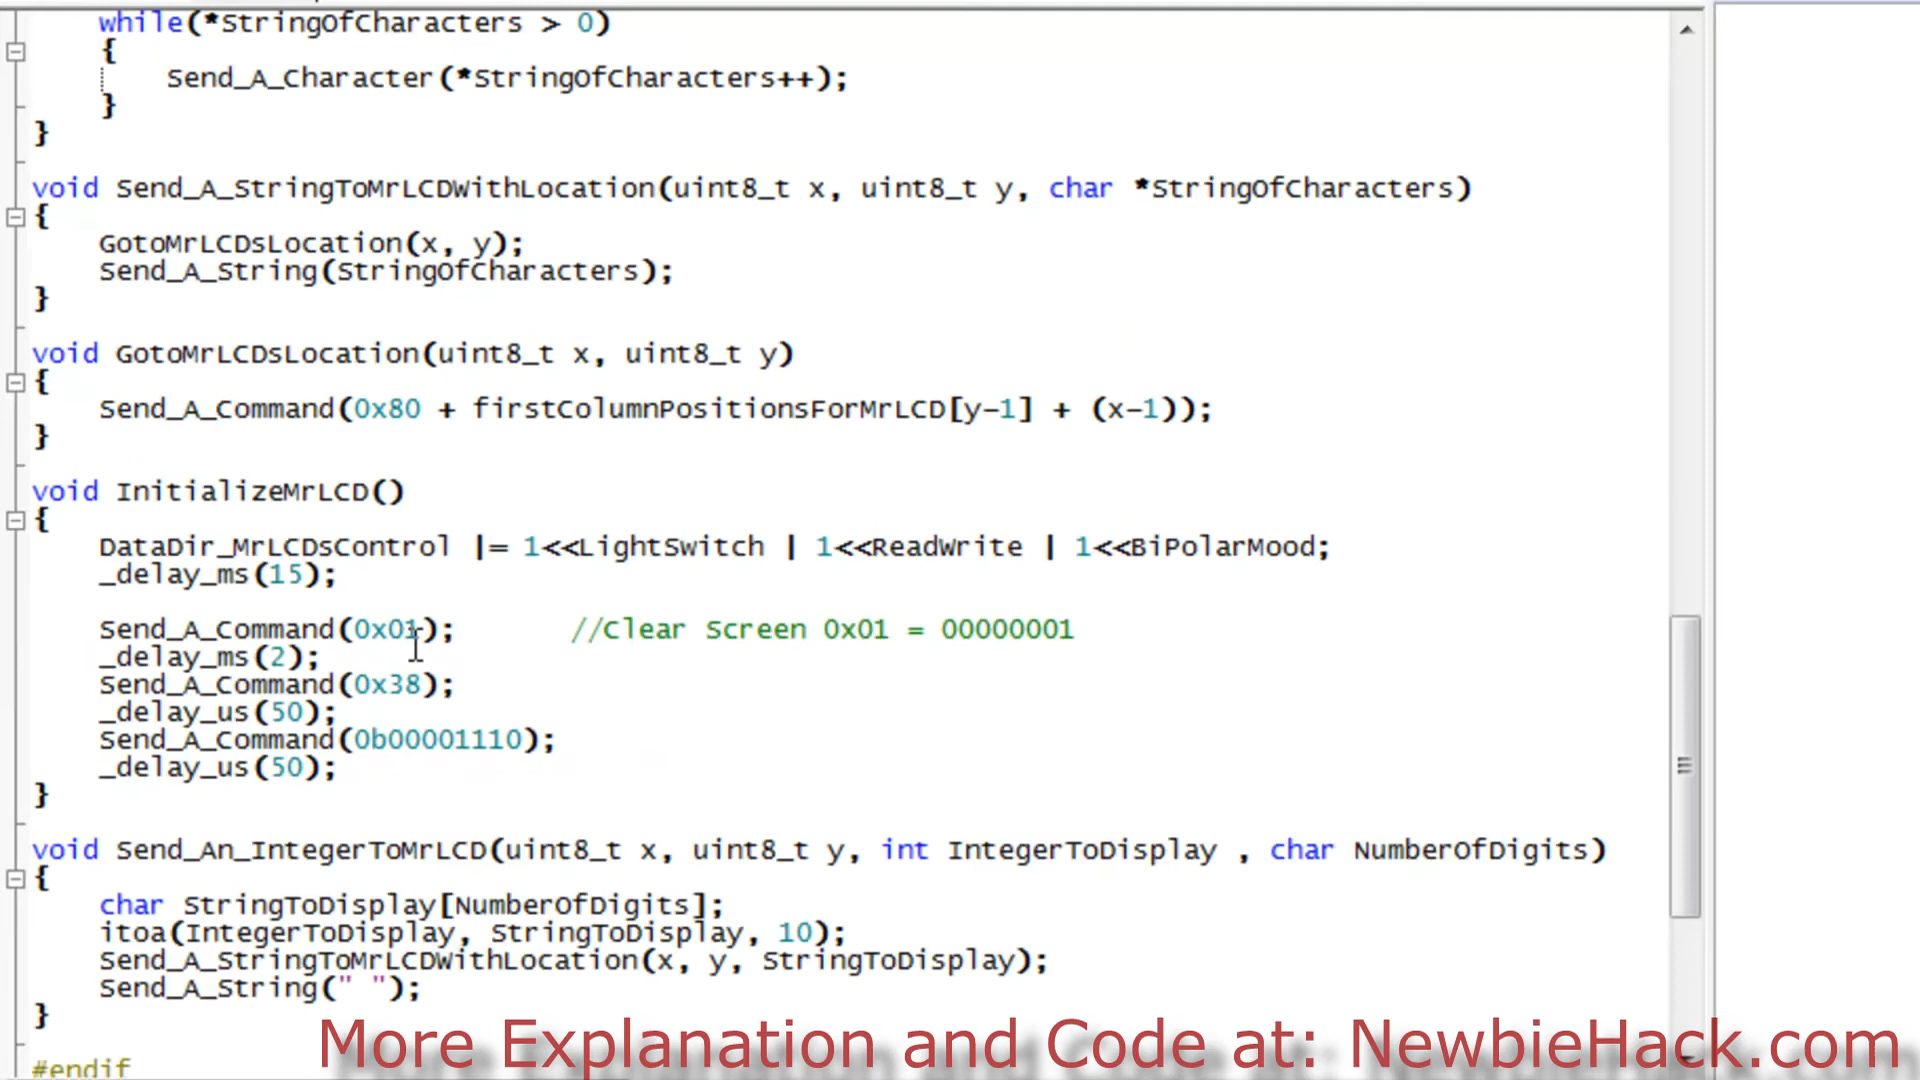 while(*StringOfCharacters > 0)
{
Send_A_Character(*StringOfCharacters++);
}
}
void Send_A_StringToMrLCDWithLocation(uint8_t x, uint8_t y, char *StringOfCharacters)
{
GotoMrLCDsLocation(x, y);
Send_A_String(StringOfCharacters);
}
void GotoMrLCDsLocation(uint8_t x, uint8_t y)
{
Send_A_Command(0x80 + firstColumnPositionsForMrLCD[y-1] + (x-1));
}
void InitializeMrLCD()
{
DataDir_MrLCDsControl |= 1<<LightSwitch | 1<<ReadWrite | 1<<BiPolarMood;
_delay_ms(15);
Send_A_Command(0x01); //Clear Screen 0x01 = 00000001
_delay_ms(2);
Send_A_Command(0x38);
_delay_us(50);
Send_A_Command(0b00001110);
_delay_us(50);
}
void Send_An_IntegerToMrLCD(uint8_t x, uint8_t y, int IntegerToDisplay , char NumberOfDigits)
{
char StringToDisplay[NumberOfDigits];
itoa(IntegerToDisplay, StringToDisplay, 10);
Send_A_StringToMrLCDWithLocation(x, y, StringToDisplay);
Send_A_String(" ");
}
#endif
More Explanation and Code at: NewbieHack.com